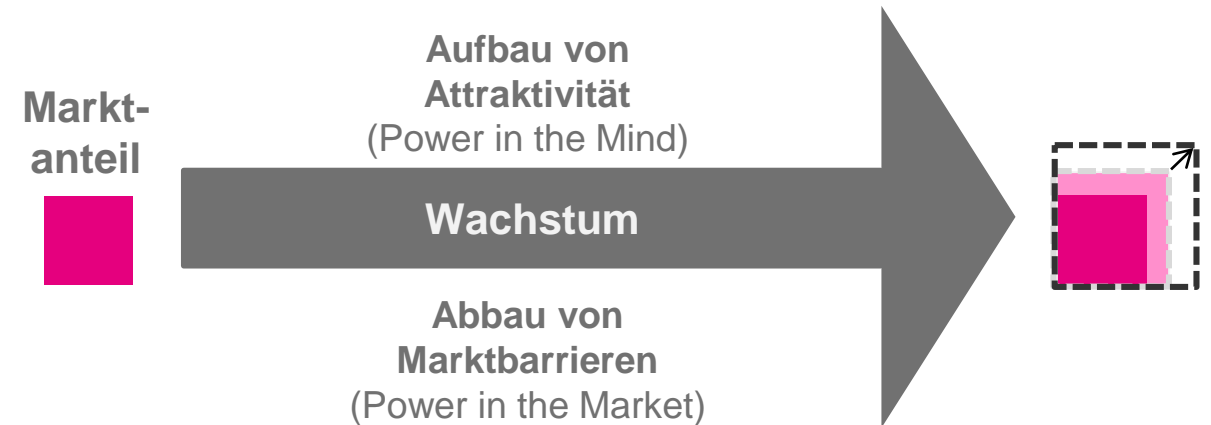 Markt-
anteil
Aufbau von
Attraktivität
(Power in the Mind)
Wachstum
Abbau von
Marktbarrieren
(Power in the Market)